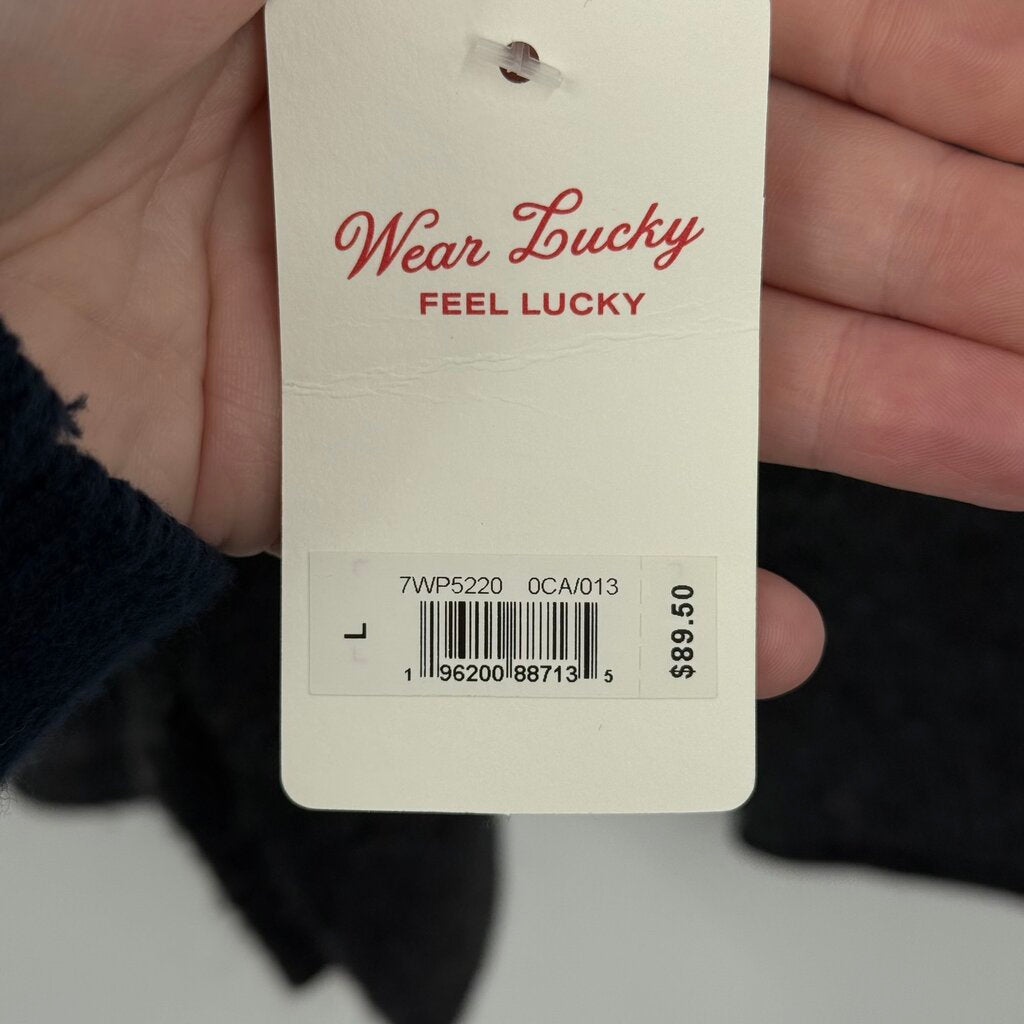 Wear Lucky
FEEL LUCKY
7WP5220 0CA/013
L
1 96200 88713 5
$89.50